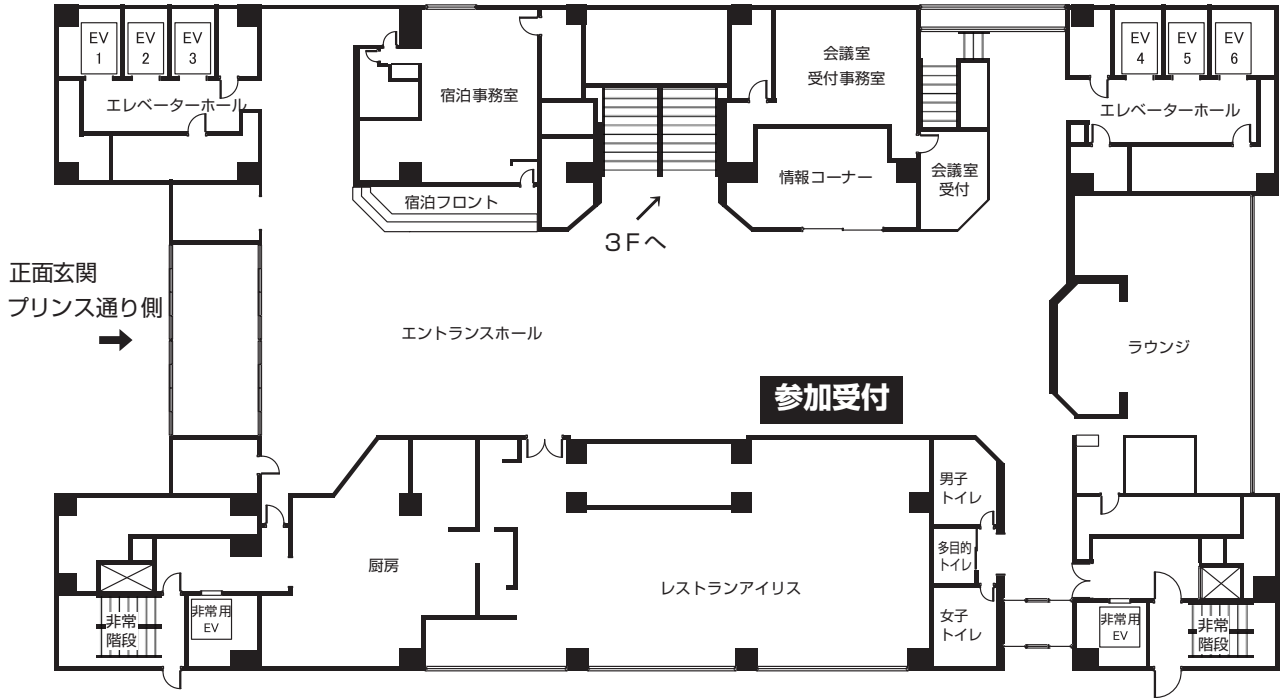 EV
1
EV
2
EV
3
エレベーターホール
宿泊事務室
宿泊フロント
3Fへ
会議室
受付事務室
情報コーナー
会議室
受付
EV
4
EV
5
EV
6
エレベーターホール
正面玄関
プリンス通り側
エントランスホール
参加受付
ラウンジ
厨房
レストランアイリス
男子
トイレ
多目的
トイレ
女子
トイレ
非常
階段
非常用
EV
非常用
EV
非常
階段